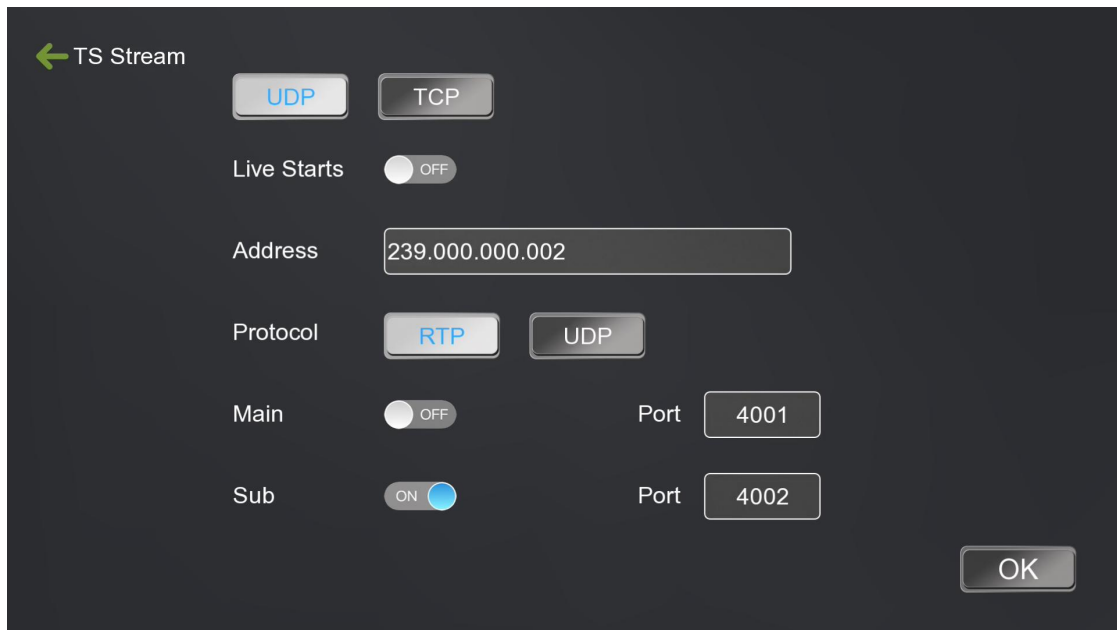 TS Stream
UDP TCP
Live Starts OFF
Address 239.000.000.002
Protocol RTP UDP
Main OFF Port 4001
Sub ON Port 4002
OK